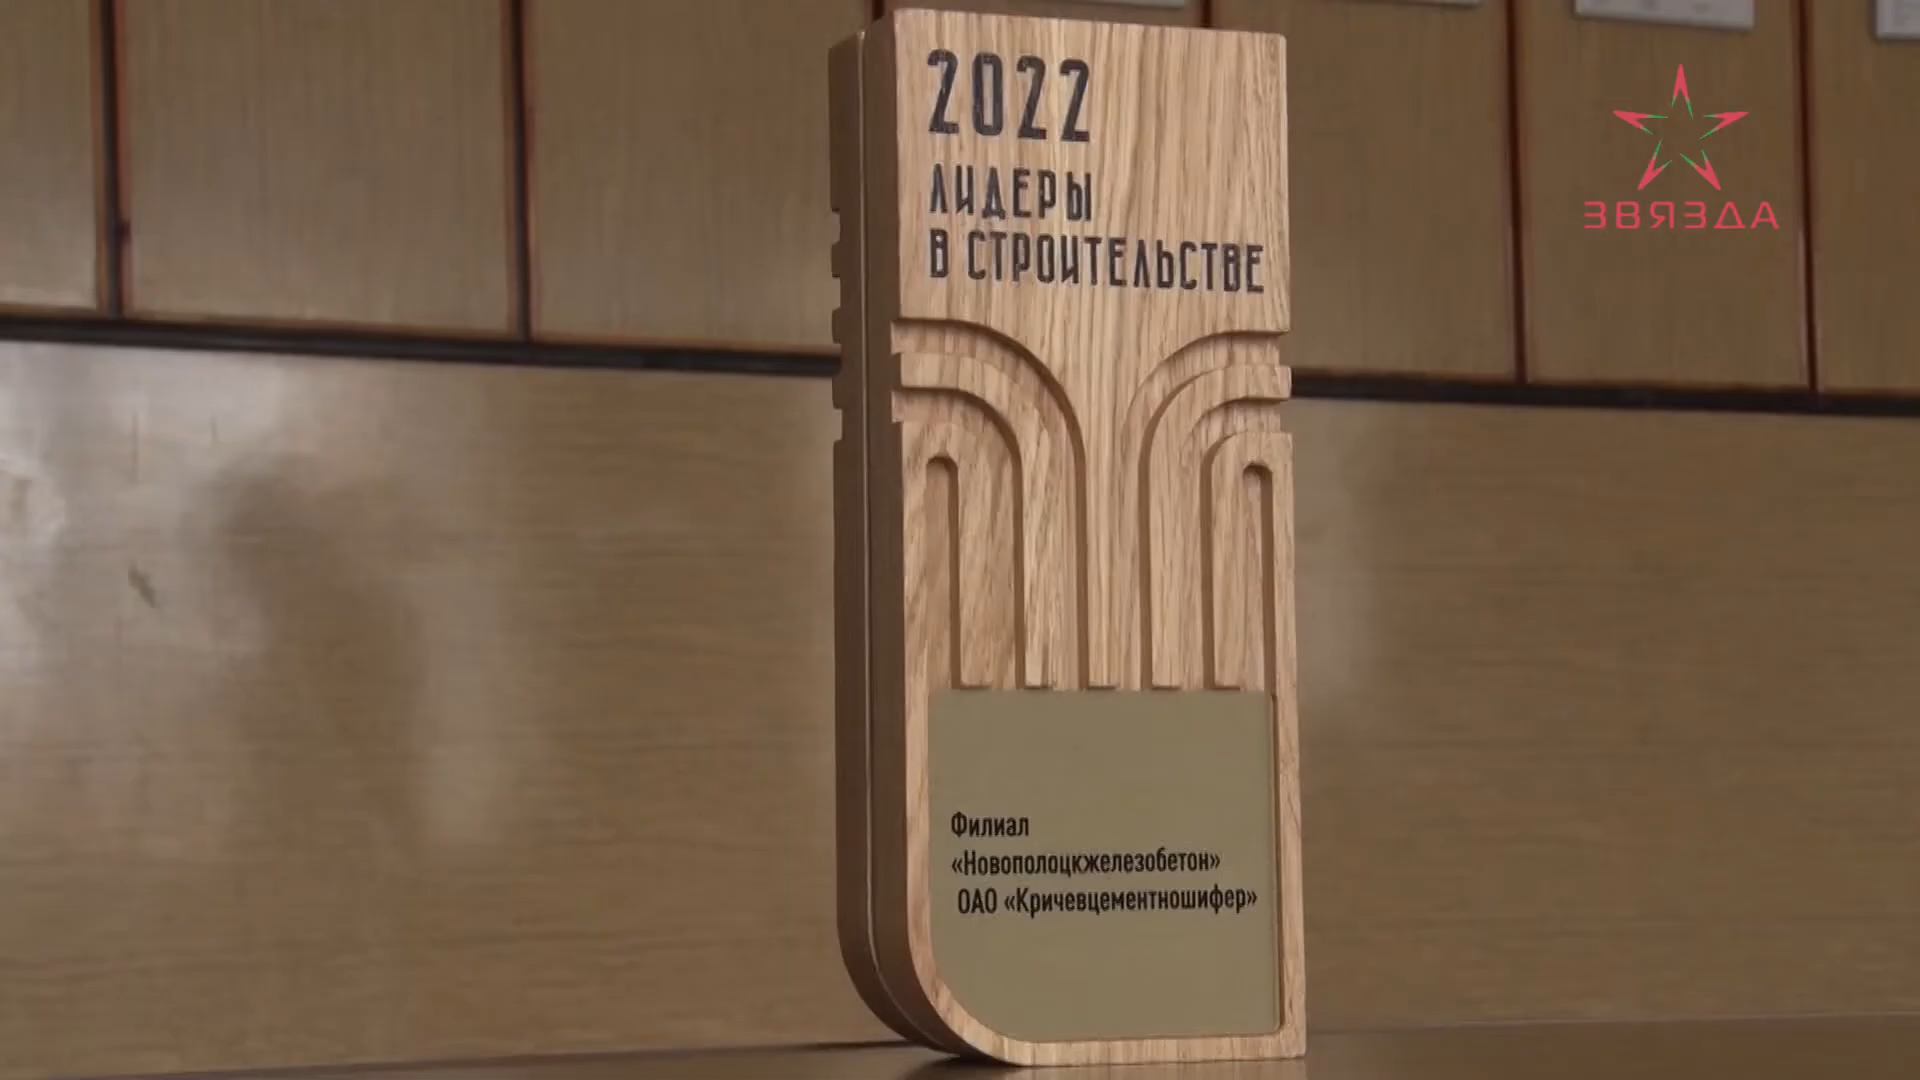 2022
ЛИДЕРЫ
В СТРОИТЕЛЬСТВЕ
ЗВЯЗДА
Филиал
«Новополоцкжелезобетон»
ОАО «Кричевцементношифер»